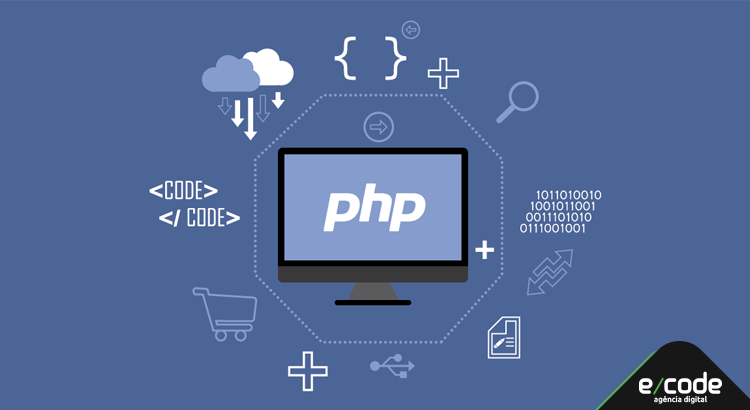 { }
<CODE>
</ CODE>
php
1011010010
1001011001
0011101010
0111001001
e/code
agência digital